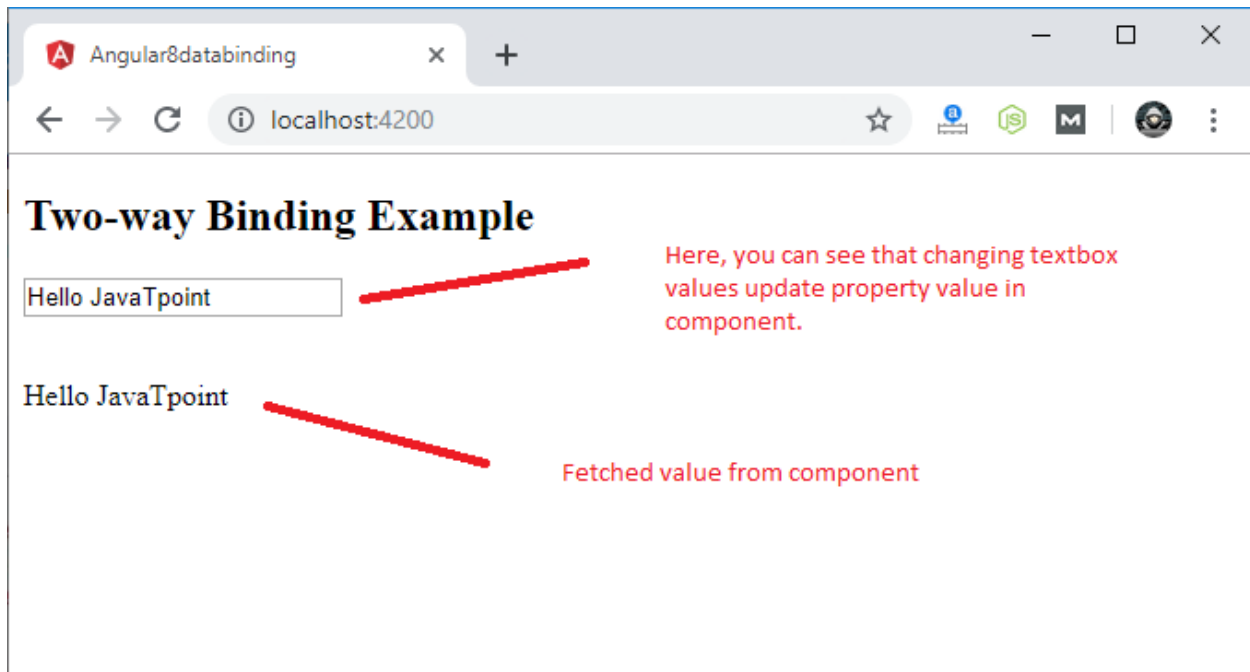 Angular8databinding
localhost:4200
a
JS
M
Two-way Binding Example
Hello JavaTpoint
Here, you can see that changing textbox
values update property value in
component.
Hello JavaTpoint
Fetched value from component